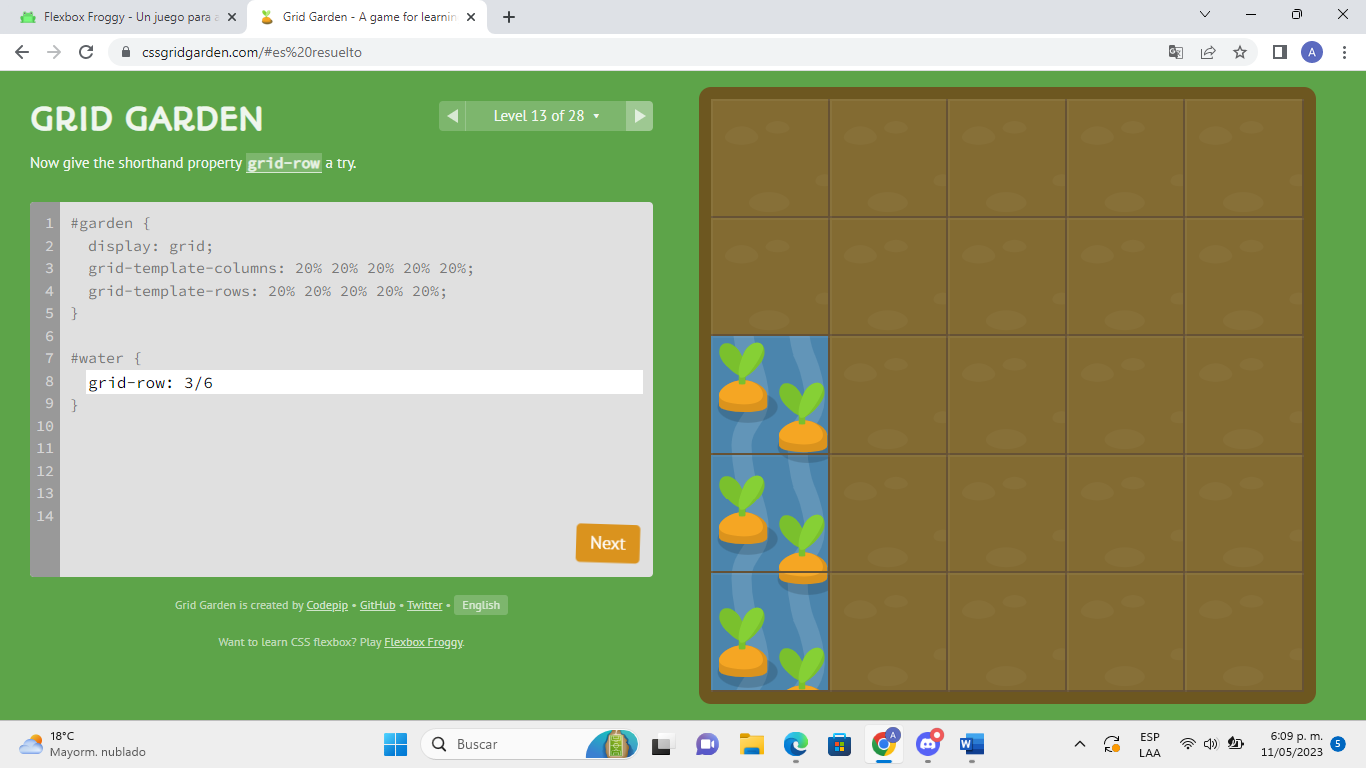 Flexbox Froggy - Un juego para a
Grid Garden - A game for learnin
cssgridgarden.com/#es%20resuelto
A
GRID GARDEN
Level 13 of 28
Now give the shorthand property grid-row a try.
1 #garden {
2 display: grid;
3 grid-template-columns: 20% 20% 20% 20% 20%;
4 grid-template-rows: 20% 20% 20% 20% 20%;
5 }
6
7 #water {
8 grid-row: 3/6
9 }
10
11
12
13
14
Next
Grid Garden is created by Codepip • GitHub • Twitter • English
Want to learn CSS flexbox? Play Flexbox Froggy.
18°C
Mayorm. nublado
Buscar
A
W
ESP
LAA
6:09 p. m.
11/05/2023
5